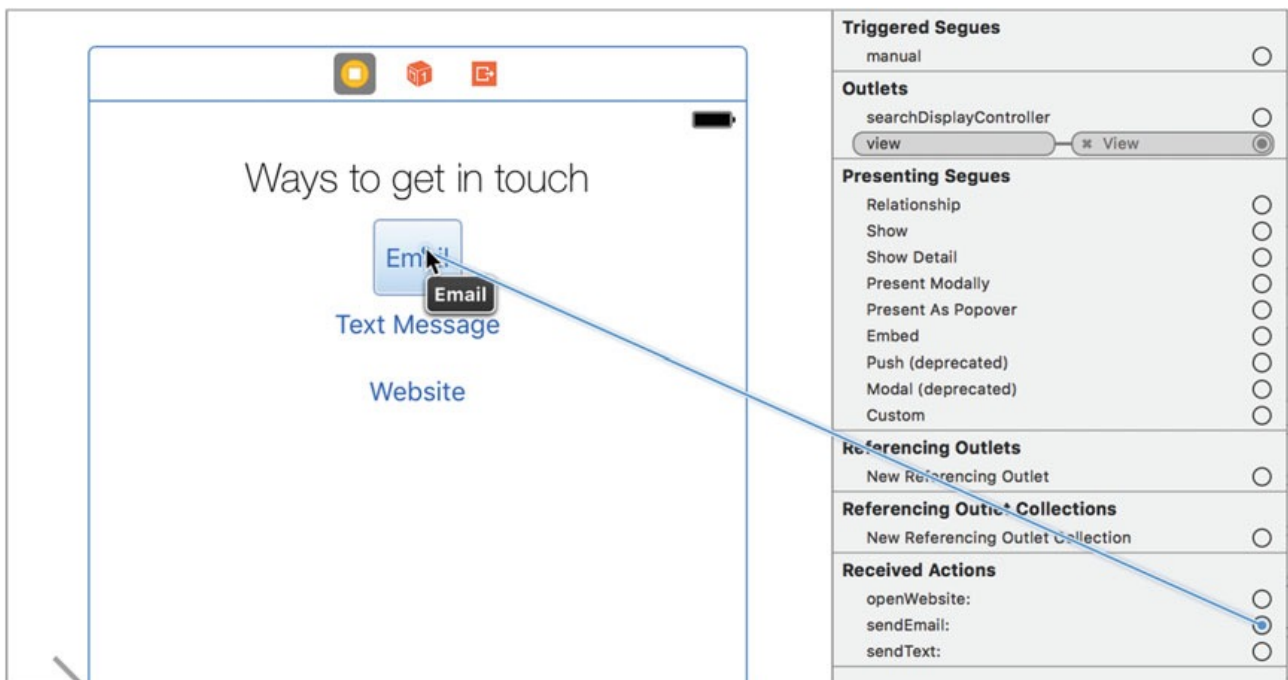 Ways to get in touch
Email
Email
Text Message
Website
Triggered Segues
manual
Outlets
searchDisplayController
view View
Presenting Segues
Relationship
Show
Show Detail
Present Modally
Present As Popover
Embed
Push (deprecated)
Modal (deprecated)
Custom
Referencing Outlets
New Referencing Outlet
Referencing Outlet Collections
New Referencing Outlet Collection
Received Actions
openWebsite:
sendEmail:
sendText: